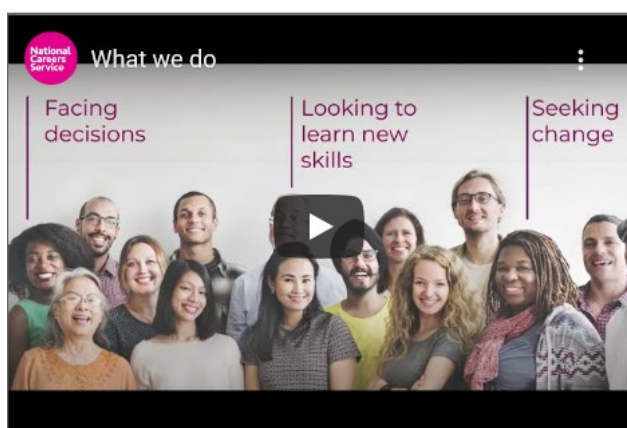 National
Careers
Service
What we do
Facing
decisions
Looking to
learn new
skills
Seeking
change